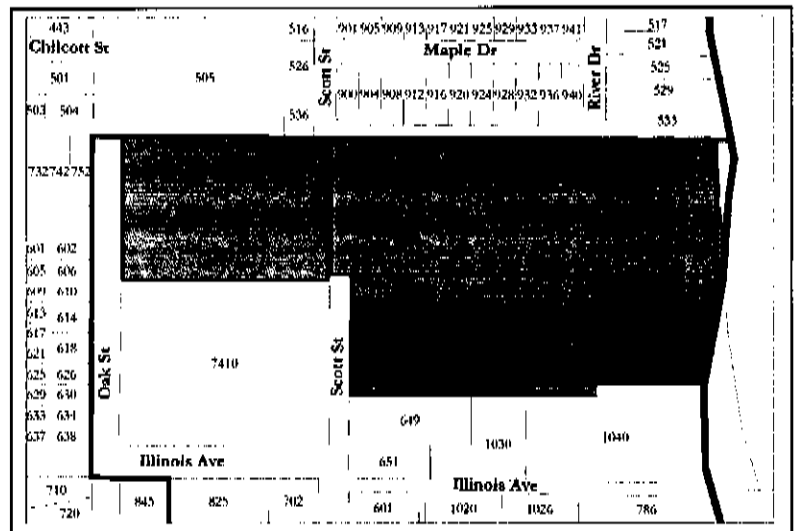 443 516 901 905 909 913 917 921 925 929 933 937 941 517
Chilcott St Maple Dr 521
501 505 526 Scott St River Dr 525
503 504 900 904 908 912 916 920 924 928 932 936 940 529
536 533
732 742 752
601 602
605 606
609 610
613 614
617 618
621
625 626
629 630
633 634
637 638
Oak St
7410
Scott St
649
1030 1040
651
Illinois Ave Illinois Ave
710
720 845 825 702 601 1020 1026 786